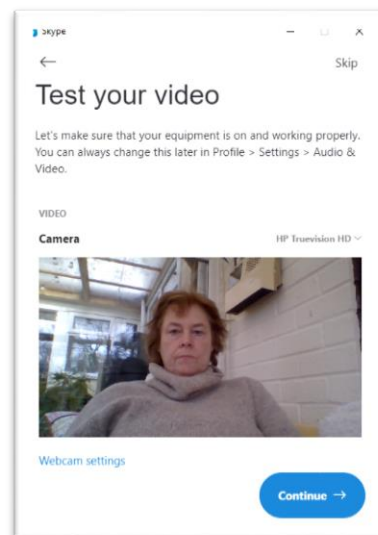 Skype
Skip
Test your video
Let's make sure that your equipment is on and working properly.
You can always change this later in Profile > Settings > Audio &
Video.
VIDEO
Camera HP Truevision HD
Webcam settings
Continue →